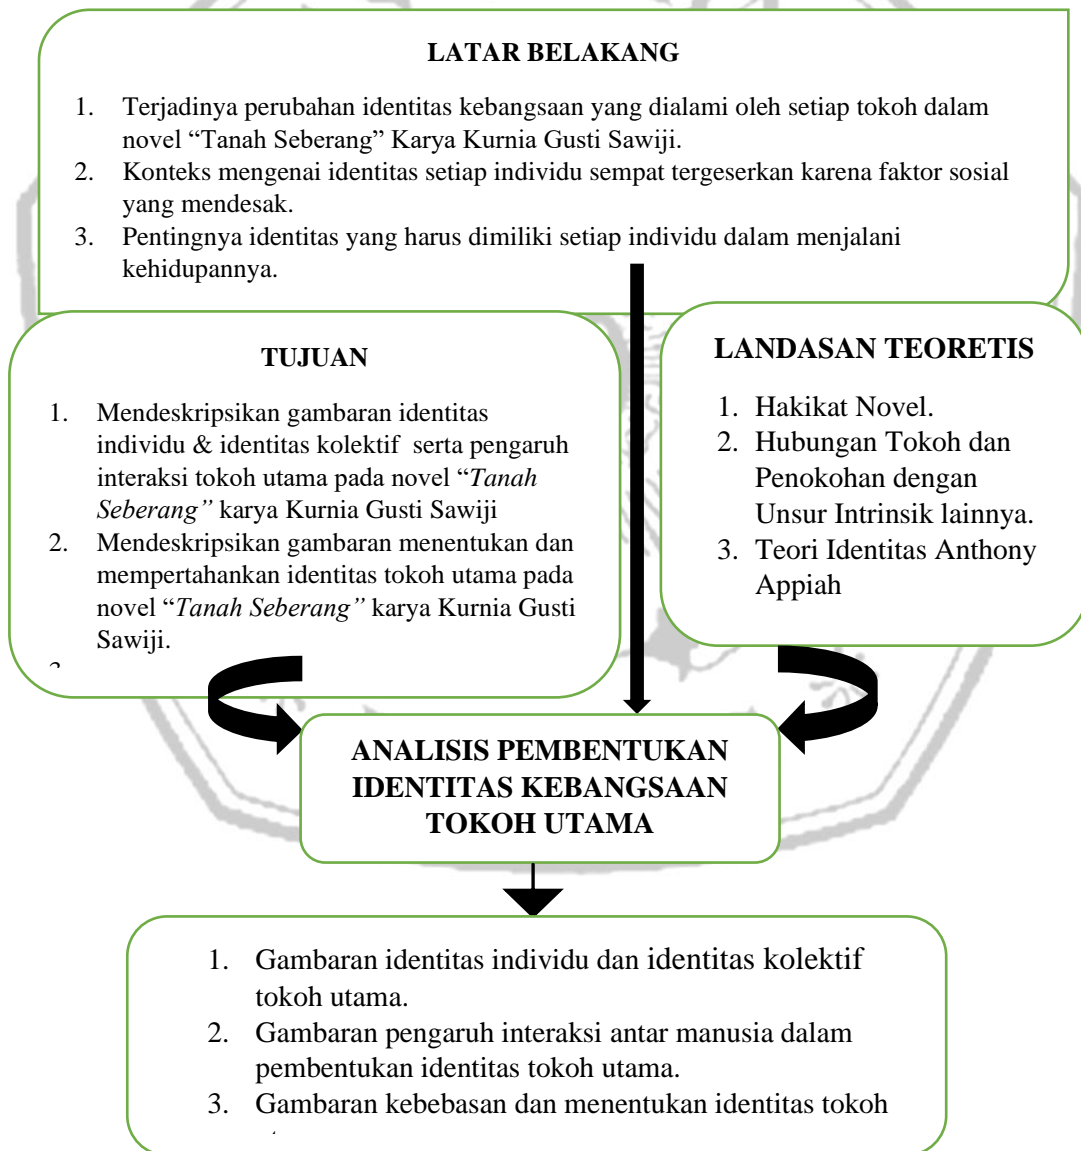 LATAR BELAKANG
1. Terjadinya perubahan identitas kebangsaan yang dialami oleh setiap tokoh dalam
novel “Tanah Seberang” Karya Kurnia Gusti Sawiji.
2. Konteks mengenai identitas setiap individu sempat tergeserkan karena faktor sosial
yang mendesak.
3. Pentingnya identitas yang harus dimiliki setiap individu dalam menjalani
kehidupannya.
TUJUAN
1. Mendeskripsikan gambaran identitas
individu & identitas kolektif serta pengaruh
interaksi tokoh utama pada novel “Tanah
Seberang” karya Kurnia Gusti Sawiji
2. Mendeskripsikan gambaran menentukan dan
mempertahankan identitas tokoh utama pada
novel “Tanah Seberang” karya Kurnia Gusti
Sawiji.
LANDASAN TEORETIS
1. Hakikat Novel.
2. Hubungan Tokoh dan
Penokohan dengan
Unsur Intrinsik lainnya.
3. Teori Identitas Anthony
Appiah
ANALISIS PEMBENTUKAN
IDENTITAS KEBANGSAAN
TOKOH UTAMA
1. Gambaran identitas individu dan identitas kolektif
tokoh utama.
2. Gambaran pengaruh interaksi antar manusia dalam
pembentukan identitas tokoh utama.
3. Gambaran kebebasan dan menentukan identitas tokoh